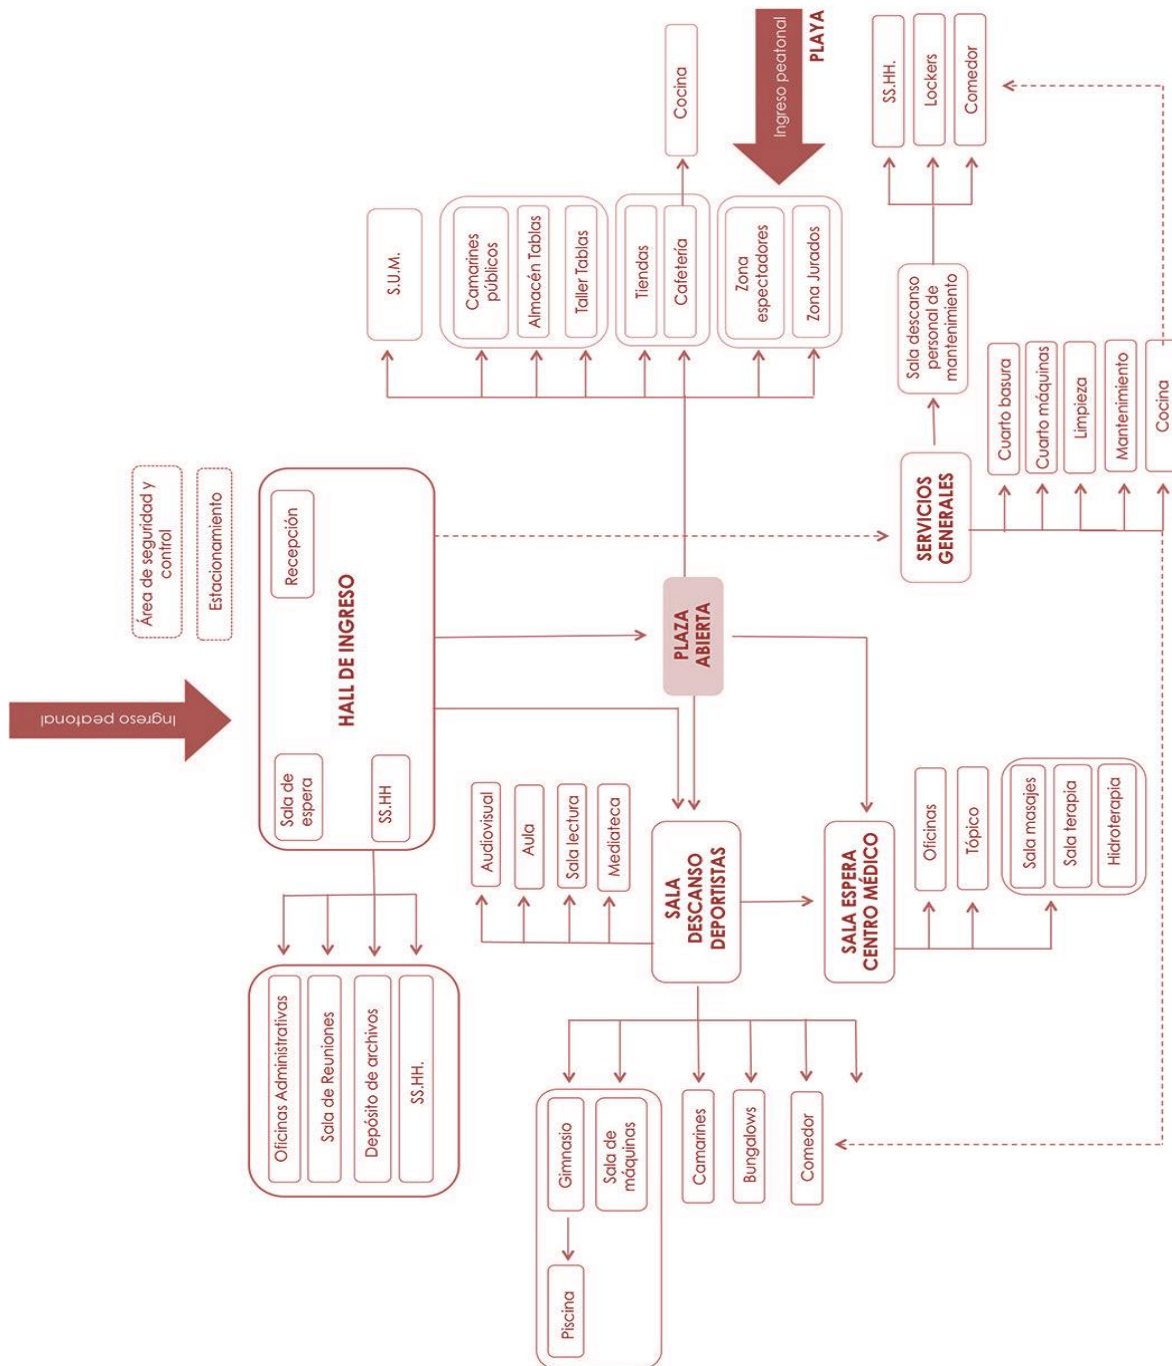 Ingreso peatonal
Área de seguridad y
control
Estacionamiento
Recepción
HALL DE INGRESO
Sala de
espera
SS.HH
Oficinas Administrativas
Sala de Reuniones
Depósito de archivos
SS.HH.
S.U.M.
Camarines
públicos
Almacén Tablas
Taller Tablas
Tiendas
Cafetería
Cocina
Zona
espectadores
Zona Jurados
Ingreso peatonal
PLAYA
PLAZA
ABIERTA
Audiovisual
Aula
Sala lectura
Mediateca
SALA
DESCANSO
DEPORTISTAS
Gimnasio
Piscina
Sala de
máquinas
Camarines
Bungalows
Comedor
SALA ESPERA
CENTRO MÉDICO
Oficinas
Tópico
Sala masajes
Sala terapia
Hidroterapia
SERVICIOS
GENERALES
Sala descanso
personal de
mantenimiento
SS.HH.
Lockers
Comedor
Cuarto basura
Cuarto máquinas
Limpieza
Mantenimiento
Cocina